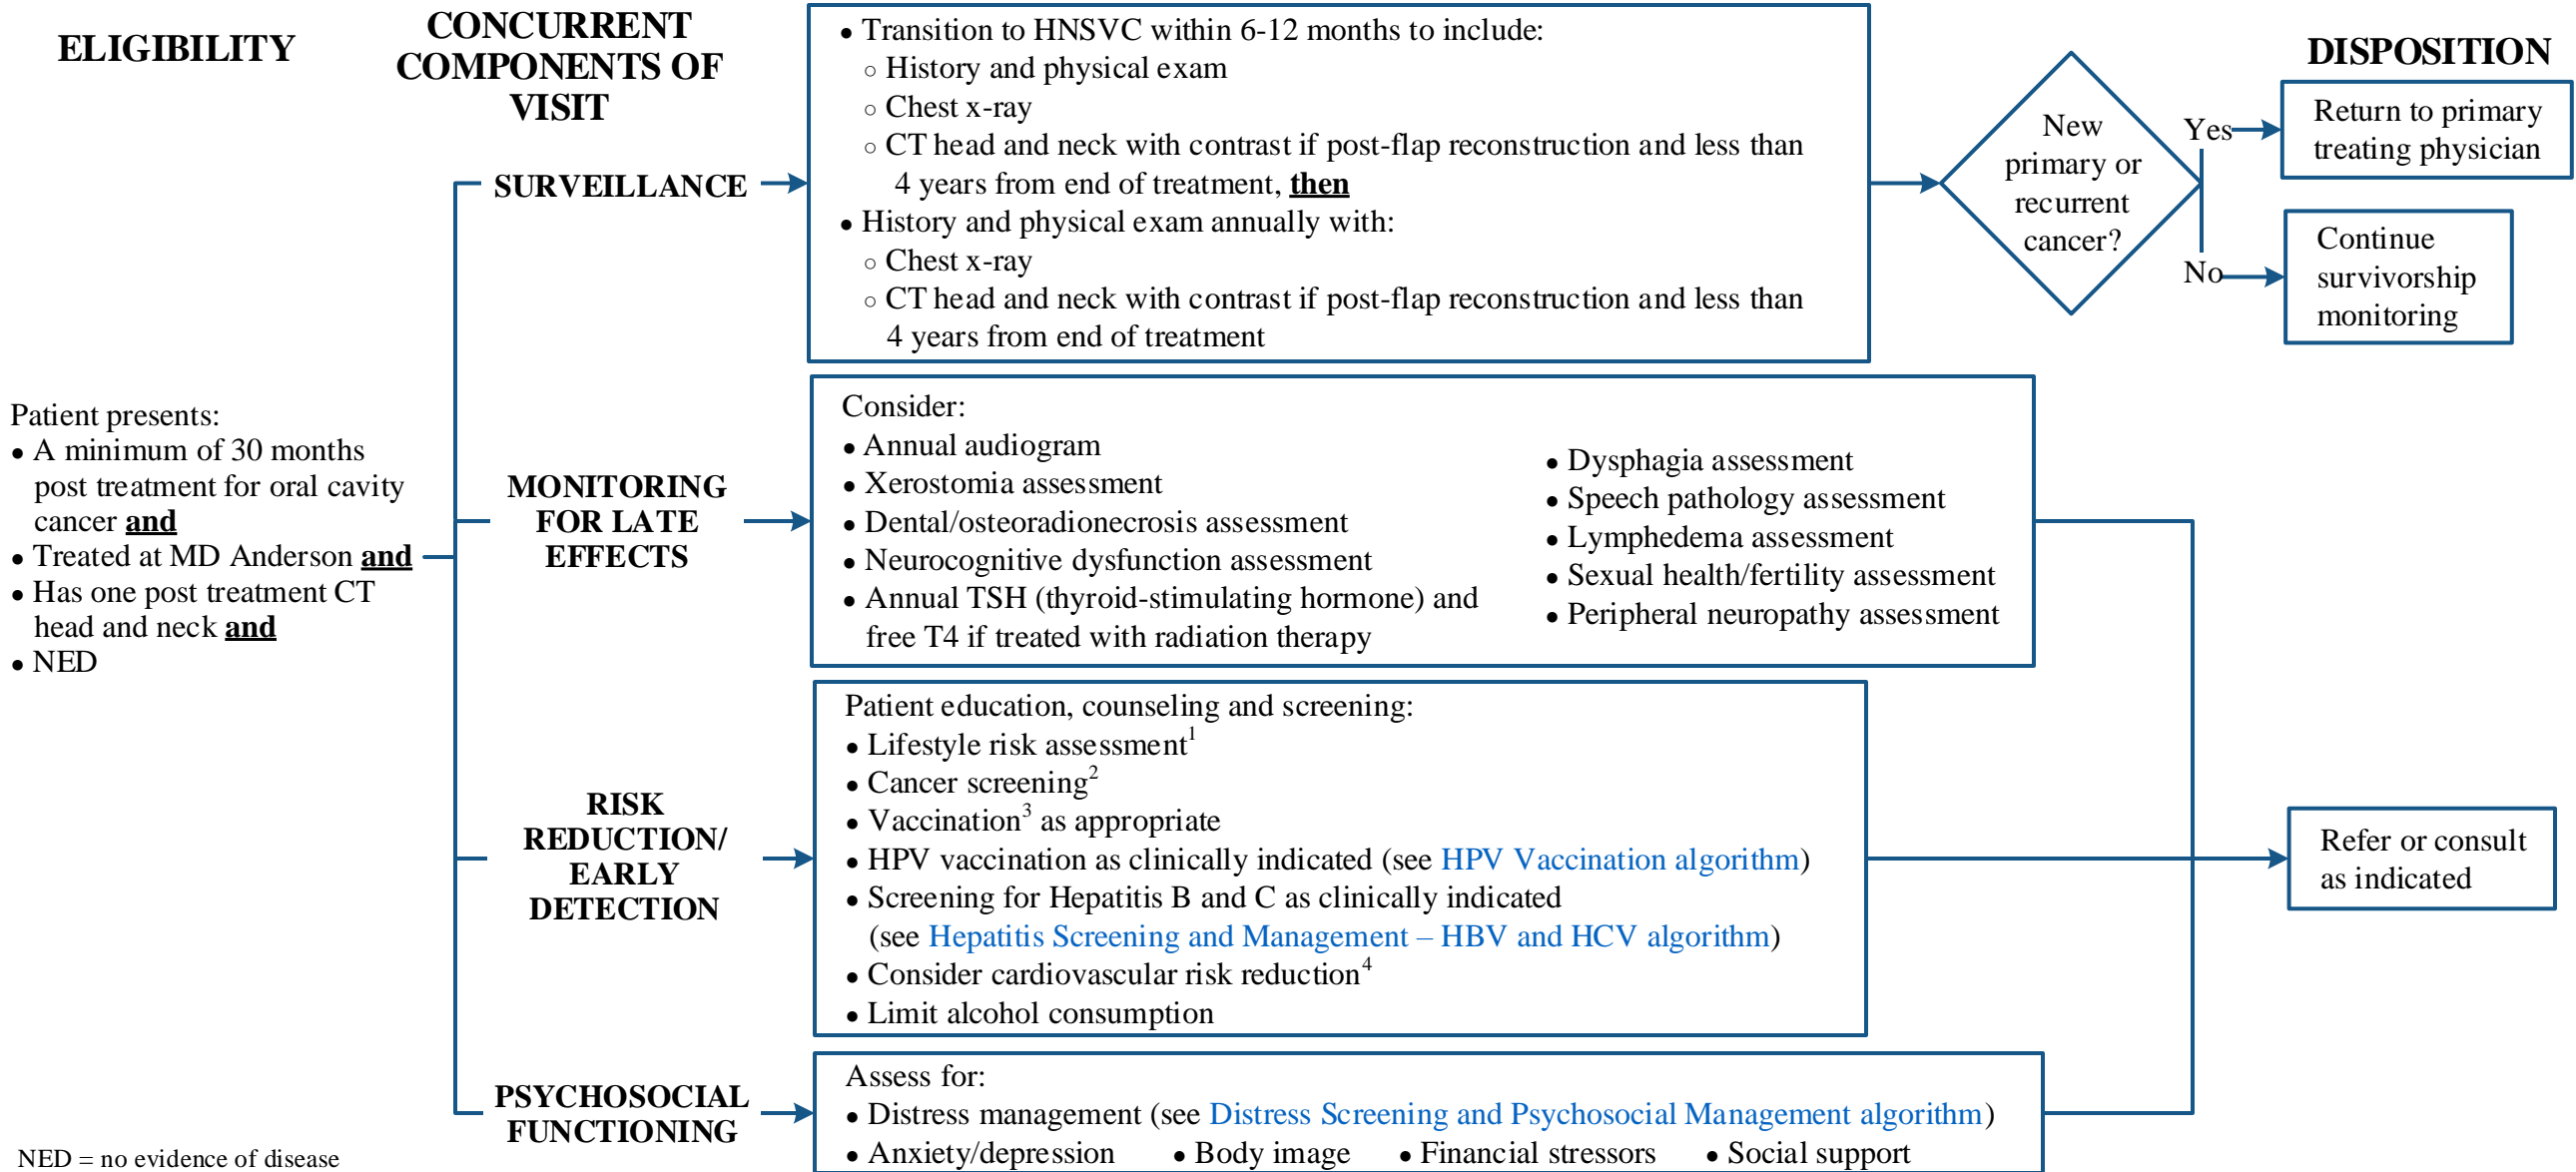 ELIGIBILITY
CONCURRENT
COMPONENTS OF
VISIT
DISPOSITION
Patient presents:
● A minimum of 30 months
post treatment for oral cavity
cancer and
● Treated at MD Anderson and
● Has one post treatment CT
head and neck and
● NED
SURVEILLANCE
● Transition to HNSVC within 6-12 months to include:
○ History and physical exam
○ Chest x-ray
○ CT head and neck with contrast if post-flap reconstruction and less than
4 years from end of treatment, then
● History and physical exam annually with:
○ Chest x-ray
○ CT head and neck with contrast if post-flap reconstruction and less than
4 years from end of treatment
New
primary or
recurrent
cancer?
Yes
Return to primary
treating physician
No
Continue
survivorship
monitoring
MONITORING
FOR LATE
EFFECTS
Consider:
● Annual audiogram
● Xerostomia assessment
● Dental/osteoradionecrosis assessment
● Neurocognitive dysfunction assessment
● Annual TSH (thyroid-stimulating hormone) and
free T4 if treated with radiation therapy
● Dysphagia assessment
● Speech pathology assessment
● Lymphedema assessment
● Sexual health/fertility assessment
● Peripheral neuropathy assessment
RISK
REDUCTION/
EARLY
DETECTION
Patient education, counseling and screening:
● Lifestyle risk assessment1
● Cancer screening2
● Vaccination3 as appropriate
● HPV vaccination as clinically indicated (see HPV Vaccination algorithm)
● Screening for Hepatitis B and C as clinically indicated
(see Hepatitis Screening and Management – HBV and HCV algorithm)
● Consider cardiovascular risk reduction4
● Limit alcohol consumption
Refer or consult
as indicated
PSYCHOSOCIAL
FUNCTIONING
Assess for:
● Distress management (see Distress Screening and Psychosocial Management algorithm)
● Anxiety/depression ● Body image ● Financial stressors ● Social support
NED = no evidence of disease